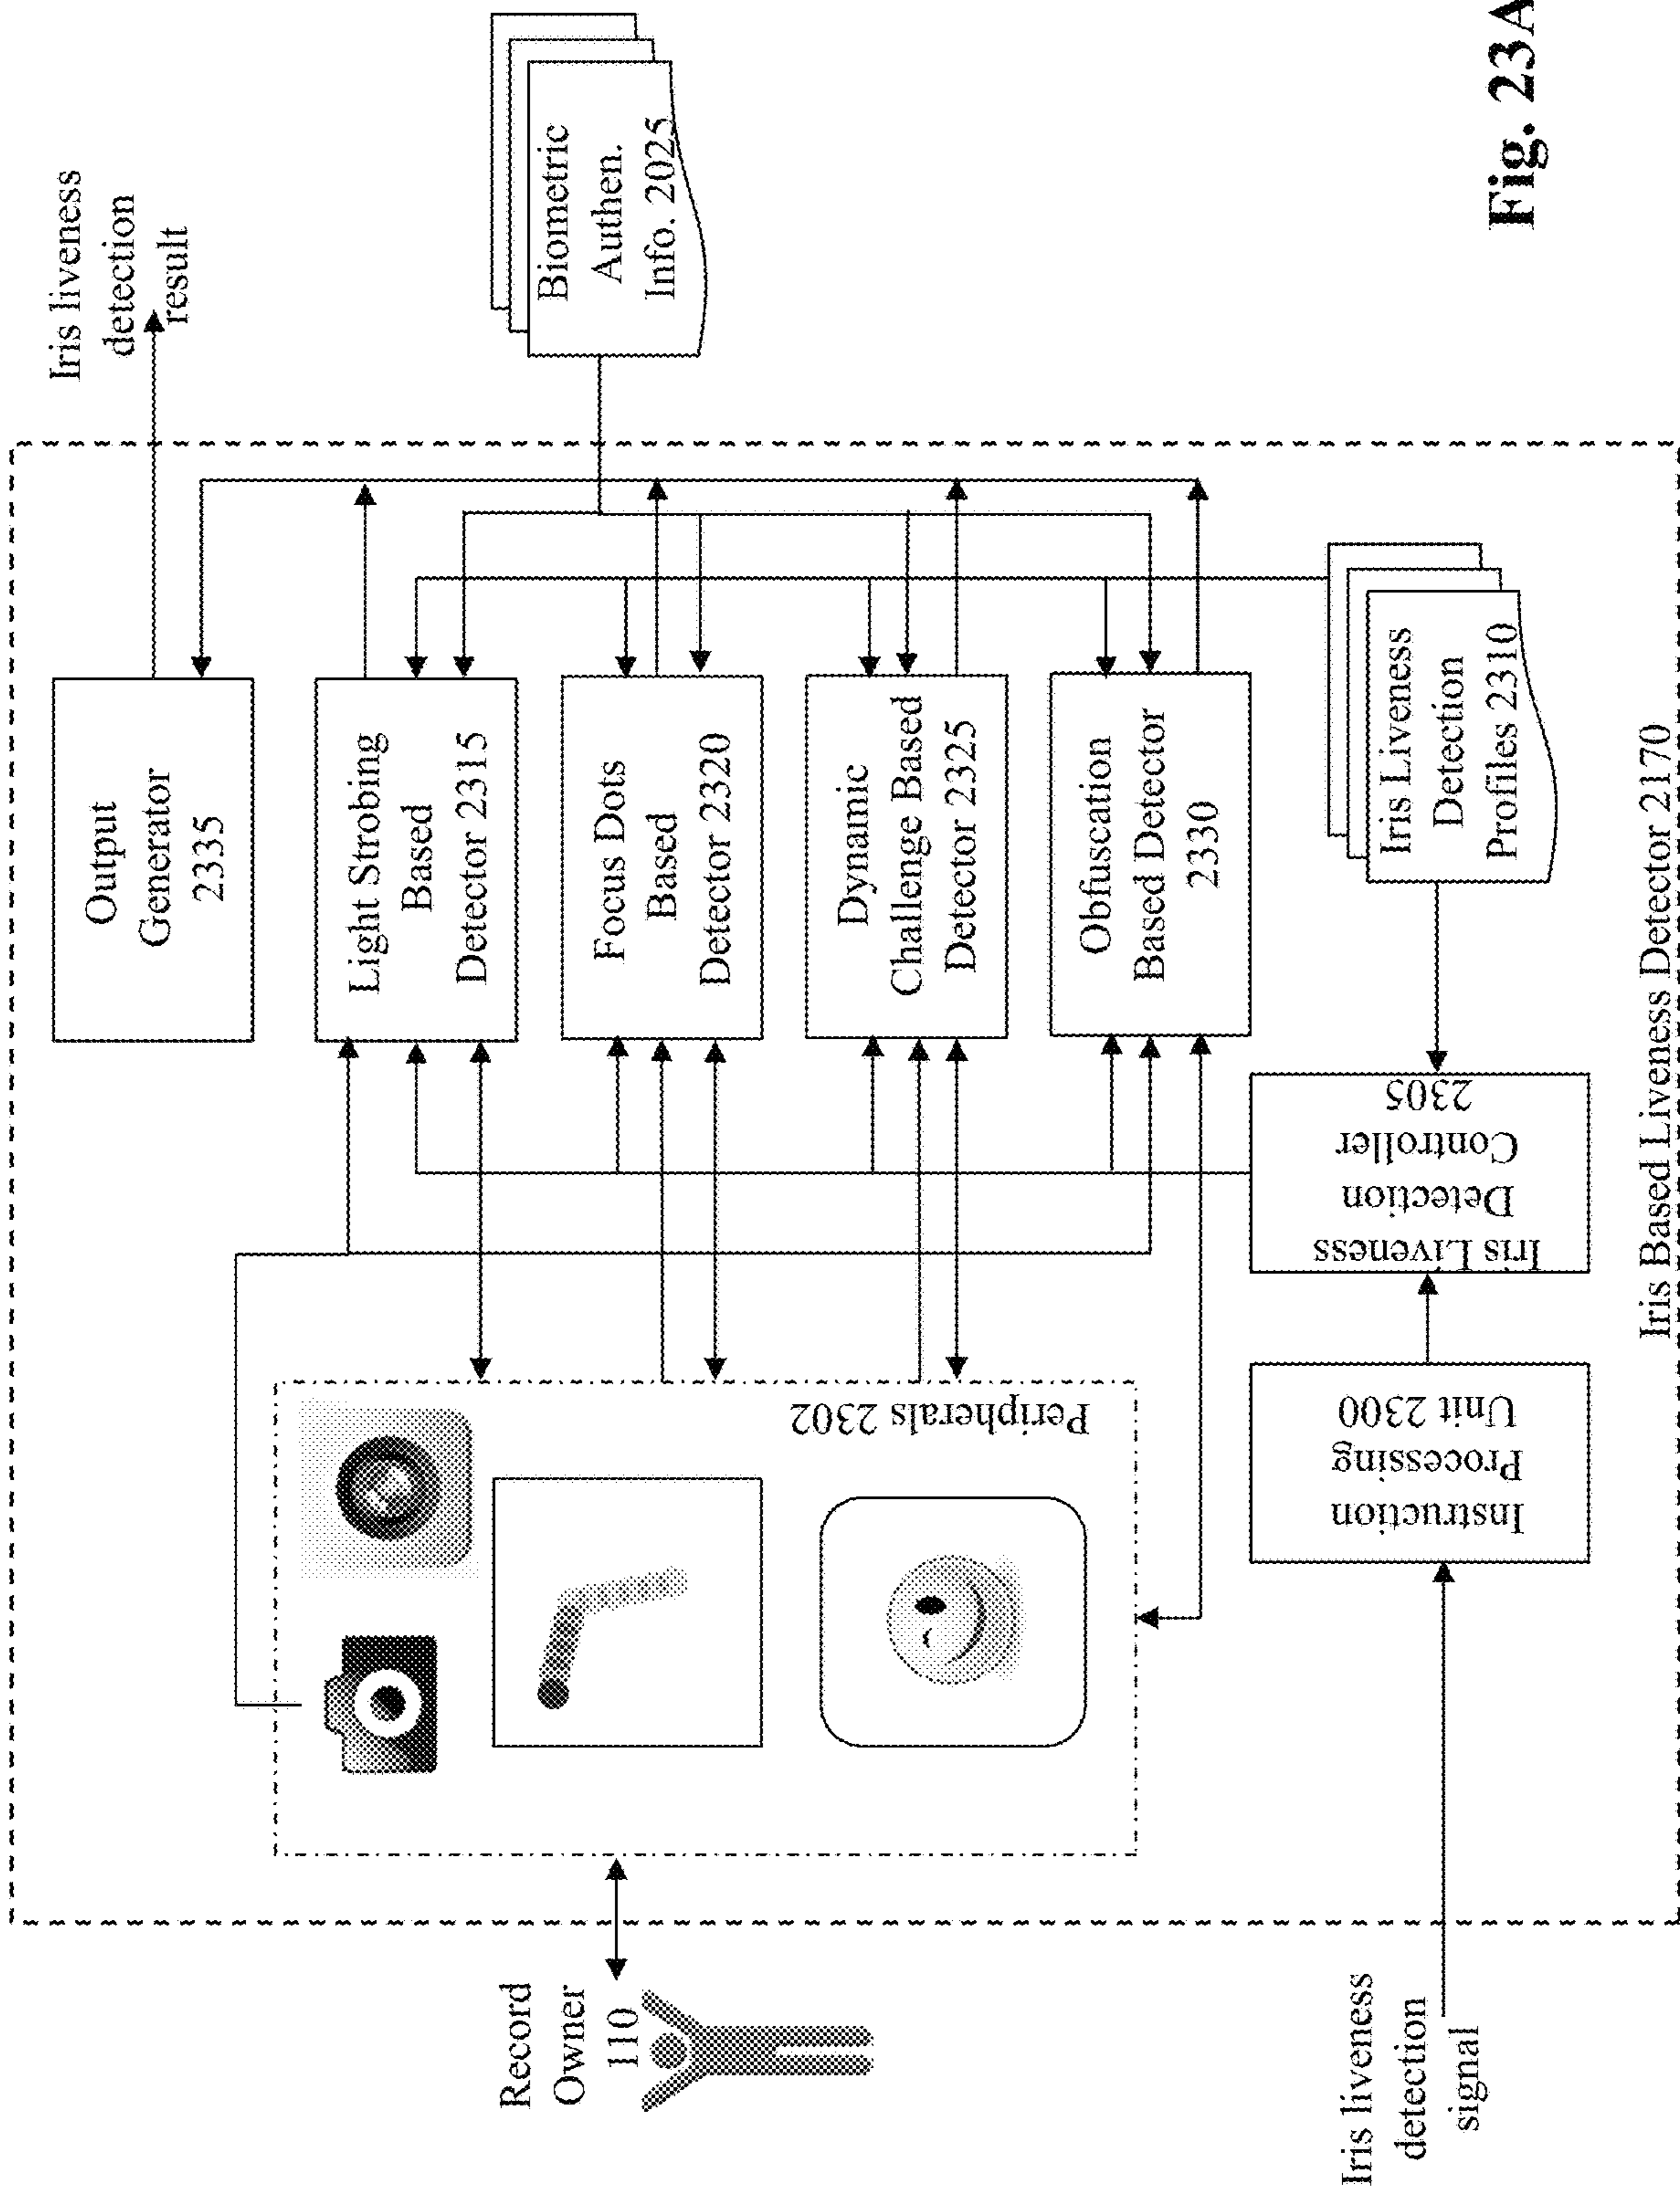 Iris liveness
detection
result
Output
Generator
2335
Light Strobing
Based
Detector 2315
Focus Dots
Based
Detector 2320
Dynamic
Challenge Based
Detector 2325
Obfuscation
Based Detector
2330
Biometric
Authen.
Info. 2025
Iris Liveness
Detection
Profiles 2310
Record
Owner
110
Peripherals 2302
Iris liveness
detection
signal
Instruction
Processing
Unit 2300
Iris Liveness
Detection
Controller
2305
Iris Based Liveness Detector 2170
Fig. 23A